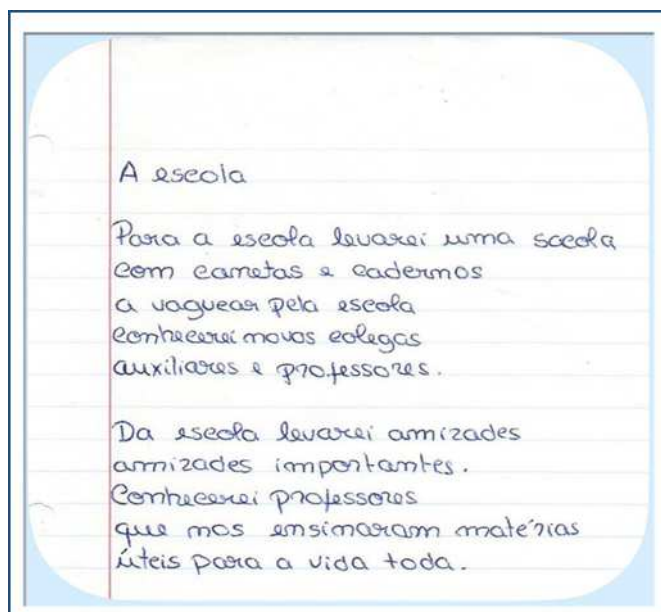 A escola
Para a escola levarei uma sacola
com canetas e cadernos
a vaguear pela escola
conhecerei novos colegas
auxiliares e professores.
Da escola levarei amizades
amizades importantes.
Conhecerei professores
que nos ensinaram matérias
úteis para a vida toda.